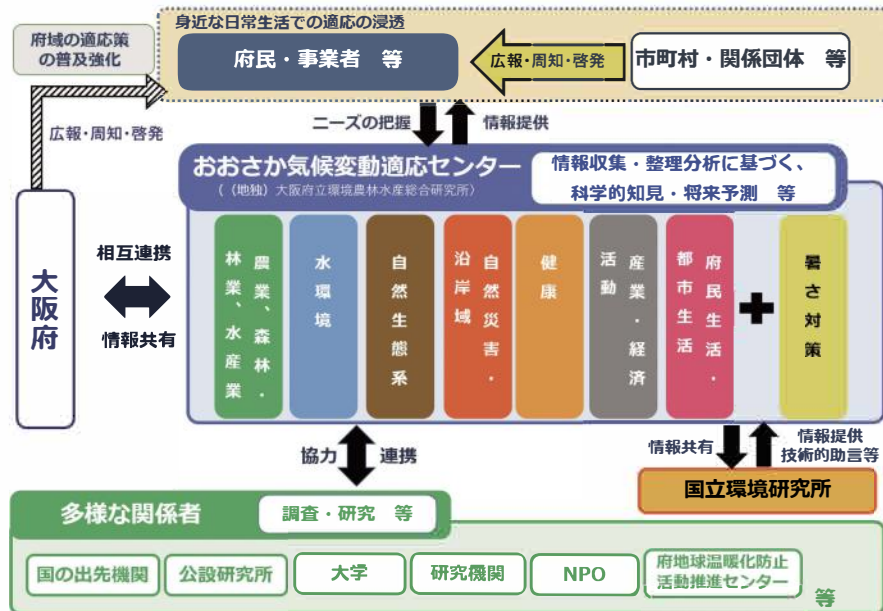 身近な日常生活での適応の浸透
府域の適応策
の普及強化
府民・事業者 等
広報・周知・啓発
市町村・関係団体 等
広報・周知・啓発
ニーズの把握
情報提供
おおさか気候変動適応センター
((地独)大阪府立環境農林水産総合研究所)
情報収集・整理分析に基づく、
科学的知見・将来予測 等
大阪府
相互連携
情報共有
農業、森林・
林業、水産業
水環境
自然生態系
自然災害・
沿岸域
健康
産業・経済
活動
府民生活・
都市生活
暑さ対策
協力
連携
情報共有
情報提供
技術的助言等
国立環境研究所
多様な関係者
調査・研究 等
国の出先機関
公設研究所
大学
研究機関
NPO
府地球温暖化防止
活動推進センター
等